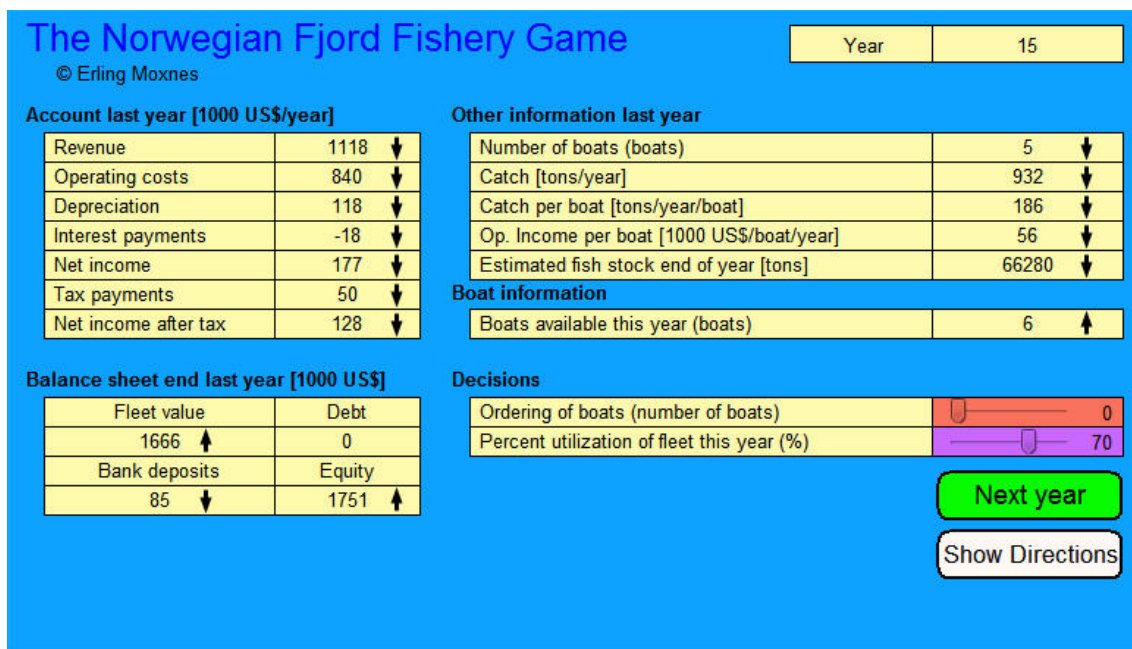 The Norwegian Fjord Fishery Game
© Erling Moxnes
Year 15
Account last year [1000 US$/year]
Revenue 1118
Operating costs 840
Depreciation 118
Interest payments -18
Net income 177
Tax payments 50
Net income after tax 128
Other information last year
Number of boats (boats) 5
Catch [tons/year] 932
Catch per boat [tons/year/boat] 186
Op. Income per boat [1000 US$/boat/year] 56
Estimated fish stock end of year [tons] 66280
Boat information
Boats available this year (boats) 6
Balance sheet end last year [1000 US$]
Fleet value Debt
1666 0
Bank deposits Equity
85 1751
Decisions
Ordering of boats (number of boats) 0
Percent utilization of fleet this year (%) 70
Next year
Show Directions